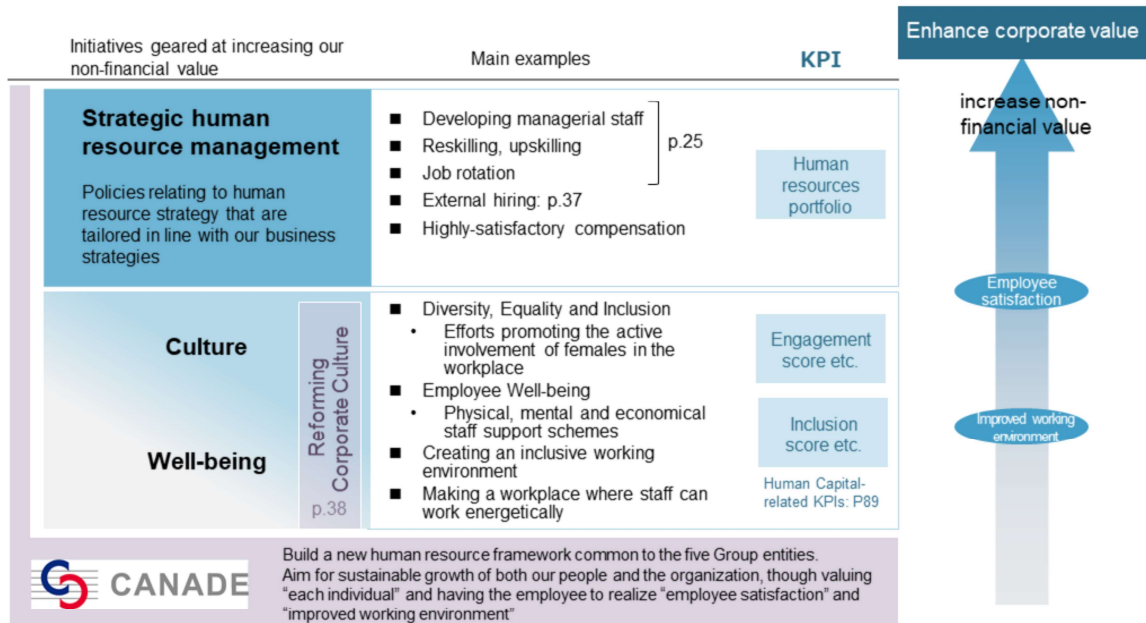 Initiatives geared at increasing our
non-financial value
Main examples
KPI
Enhance corporate value
increase non-
financial value
Strategic human
resource management
Policies relating to human
resource strategy that are
tailored in line with our business
strategies
■ Developing managerial staff
■ Reskilling, upskilling
■ Job rotation
p.25
■ External hiring: p.37
■ Highly-satisfactory compensation
Human
resources
portfolio
Employee
satisfaction
Culture
Well-being
Reforming
Corporate Culture
p.38
■ Diversity, Equality and Inclusion
• Efforts promoting the active
involvement of females in the
workplace
■ Employee Well-being
• Physical, mental and economical
staff support schemes
■ Creating an inclusive working
environment
■ Making a workplace where staff can
work energetically
Engagement
score etc.
Inclusion
score etc.
Human Capital-
related KPIs: P89
Improved working
environment
CANADE
Build a new human resource framework common to the five Group entities.
Aim for sustainable growth of both our people and the organization, though valuing
“each individual” and having the employee to realize “employee satisfaction” and
“improved working environment”